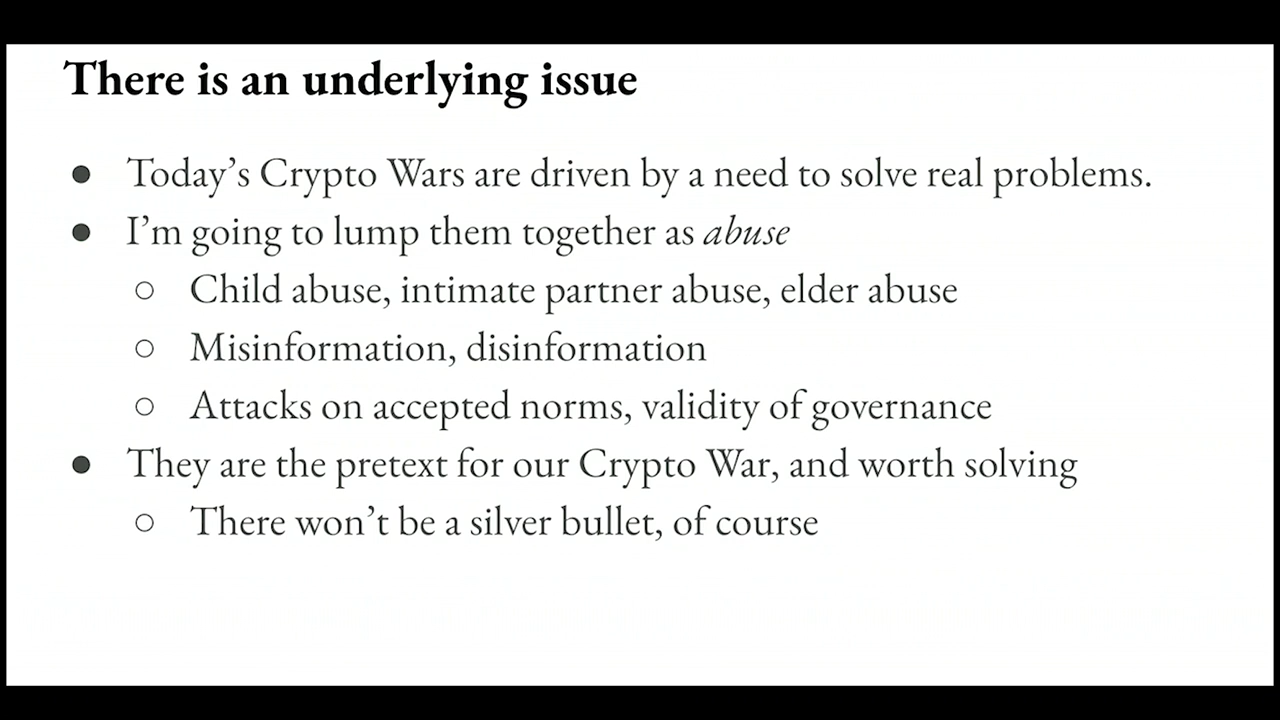 There is an underlying issue
● Today’s Crypto Wars are driven by a need to solve real problems.
● I’m going to lump them together as abuse
○ Child abuse, intimate partner abuse, elder abuse
○ Misinformation, disinformation
○ Attacks on accepted norms, validity of governance
● They are the pretext for our Crypto War, and worth solving
○ There won’t be a silver bullet, of course